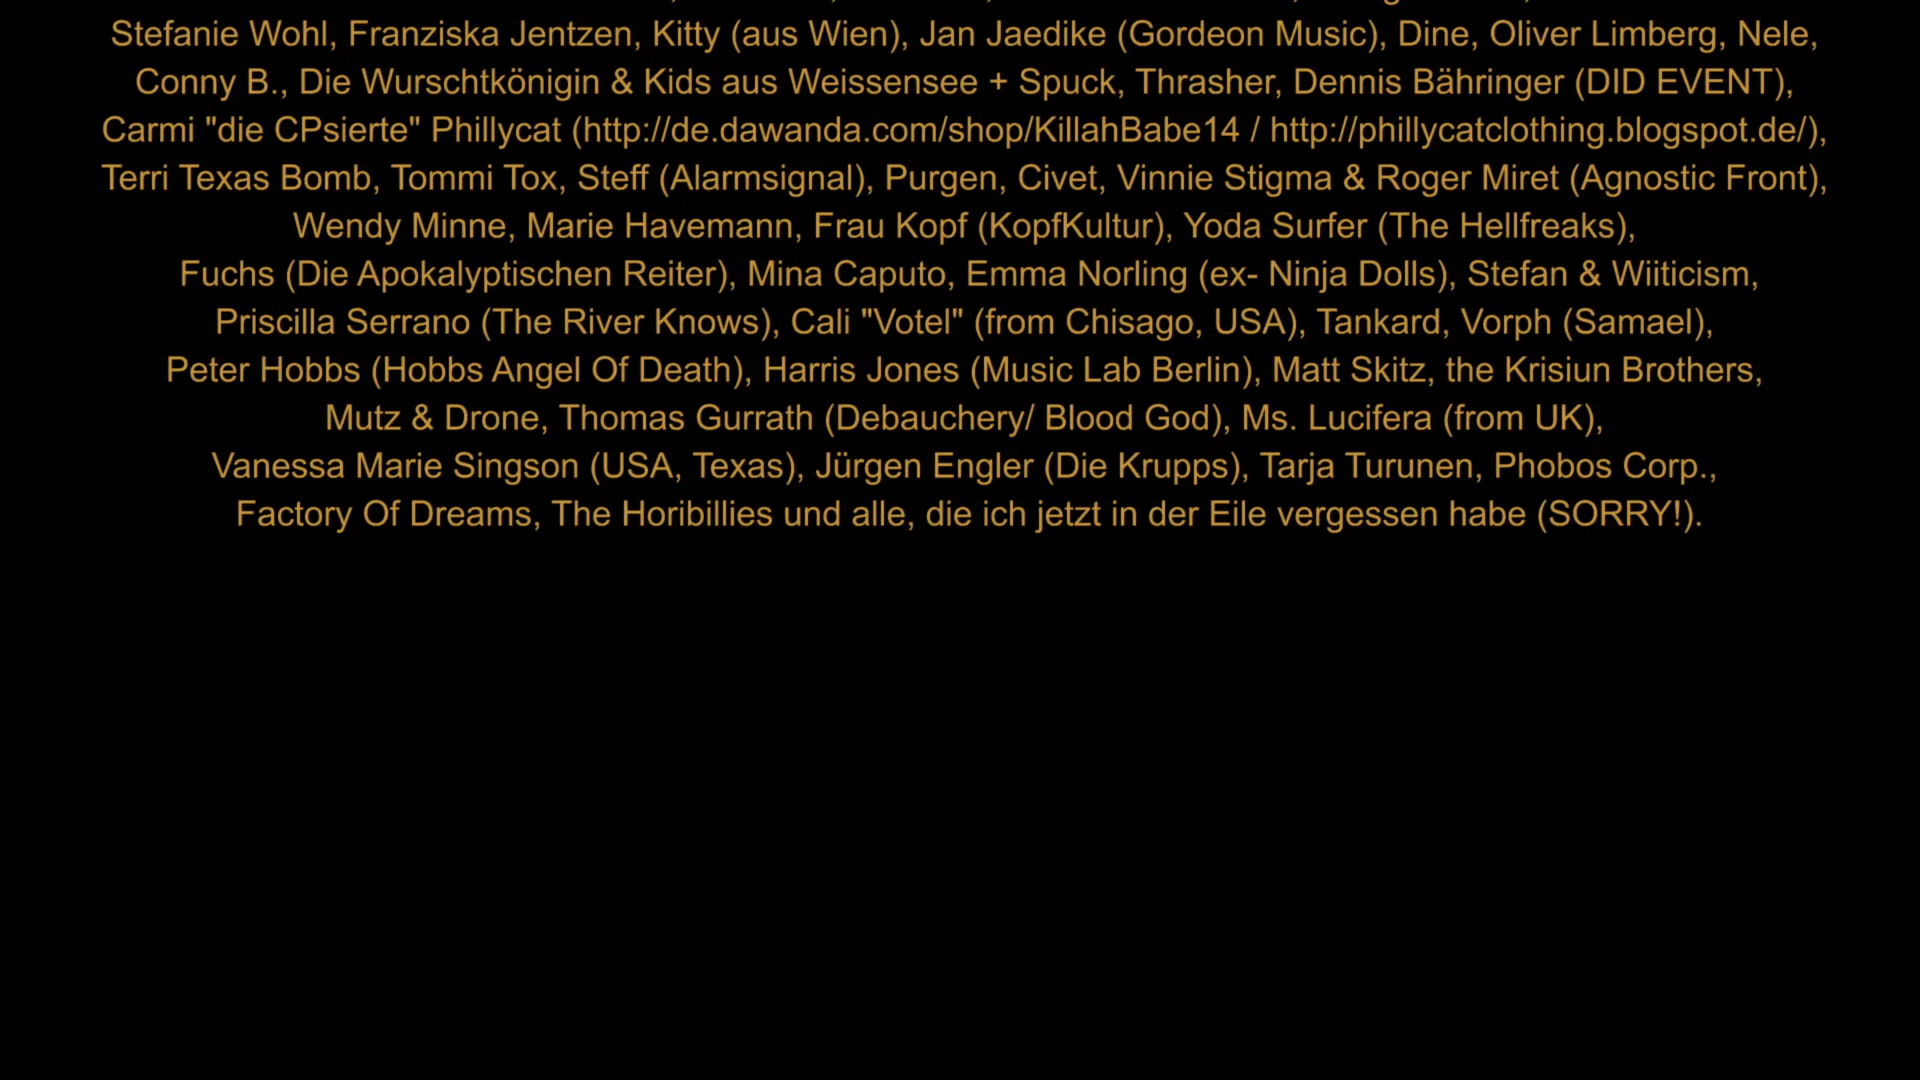 Stefanie Wohl, Franziska Jentzen, Kitty (aus Wien), Jan Jaedike (Gordeon Music), Dine, Oliver Limberg, Nele,
Conny B., Die Wurschtkönigin & Kids aus Weissensee + Spuck, Thrasher, Dennis Bähringer (DID EVENT),
Carmi "die CPsierte" Phillycat (http://de.dawanda.com/shop/KillahBabe14 / http://phillycatclothing.blogspot.de/),
Terri Texas Bomb, Tommi Tox, Steff (Alarmsignal), Purgen, Civet, Vinnie Stigma & Roger Miret (Agnostic Front),
Wendy Minne, Marie Havemann, Frau Kopf (KopfKultur), Yoda Surfer (The Hellfreaks),
Fuchs (Die Apokalyptischen Reiter), Mina Caputo, Emma Norling (ex- Ninja Dolls), Stefan & Wiiticism,
Priscilla Serrano (The River Knows), Cali "Votel" (from Chisago, USA), Tankard, Vorph (Samael),
Peter Hobbs (Hobbs Angel Of Death), Harris Jones (Music Lab Berlin), Matt Skitz, the Krisiun Brothers,
Mutz & Drone, Thomas Gurrath (Debauchery/ Blood God), Ms. Lucifera (from UK),
Vanessa Marie Singson (USA, Texas), Jürgen Engler (Die Krupps), Tarja Turunen, Phobos Corp.,
Factory Of Dreams, The Horibillies und alle, die ich jetzt in der Eile vergessen habe (SORRY!).